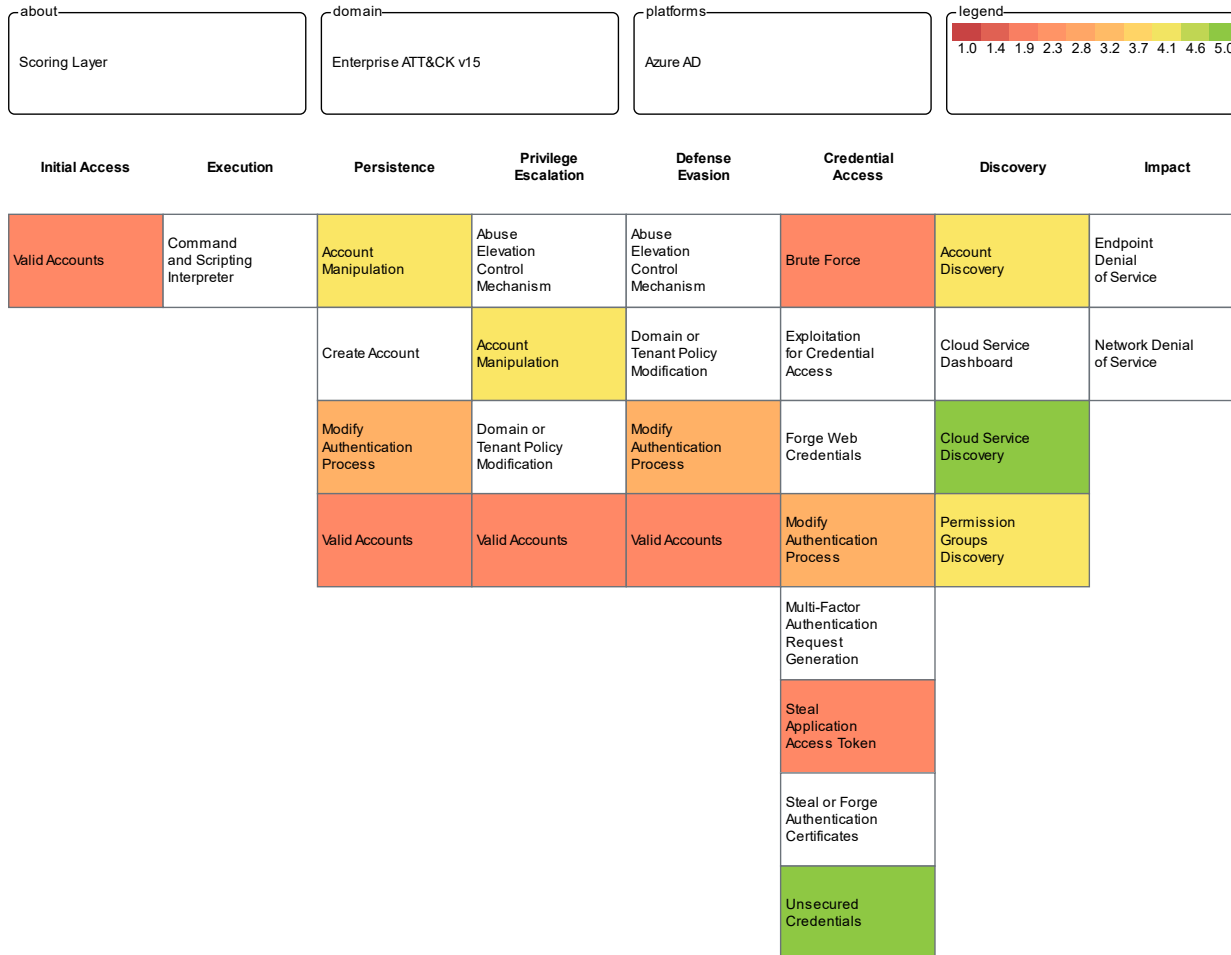 about
Scoring Layer
domain
Enterprise ATT&CK v15
platforms
Azure AD
legend
1.0 1.4 1.9 2.3 2.8 3.2 3.7 4.1 4.6 5.0
Initial Access
Execution
Persistence
Privilege
Escalation
Defense
Evasion
Credential
Access
Discovery
Impact
Valid Accounts
Command
and Scripting
Interpreter
Account
Manipulation
Abuse
Elevation
Control
Mechanism
Abuse
Elevation
Control
Mechanism
Brute Force
Account
Discovery
Endpoint
Denial
of Service
Create Account
Account
Manipulation
Domain or
Tenant Policy
Modification
Exploitation
for Credential
Access
Cloud Service
Dashboard
Network Denial
of Service
Modify
Authentication
Process
Domain or
Tenant Policy
Modification
Modify
Authentication
Process
Forge Web
Credentials
Cloud Service
Discovery
Valid Accounts
Valid Accounts
Valid Accounts
Modify
Authentication
Process
Permission
Groups
Discovery
Multi-Factor
Authentication
Request
Generation
Steal
Application
Access Token
Steal or Forge
Authentication
Certificates
Unsecured
Credentials